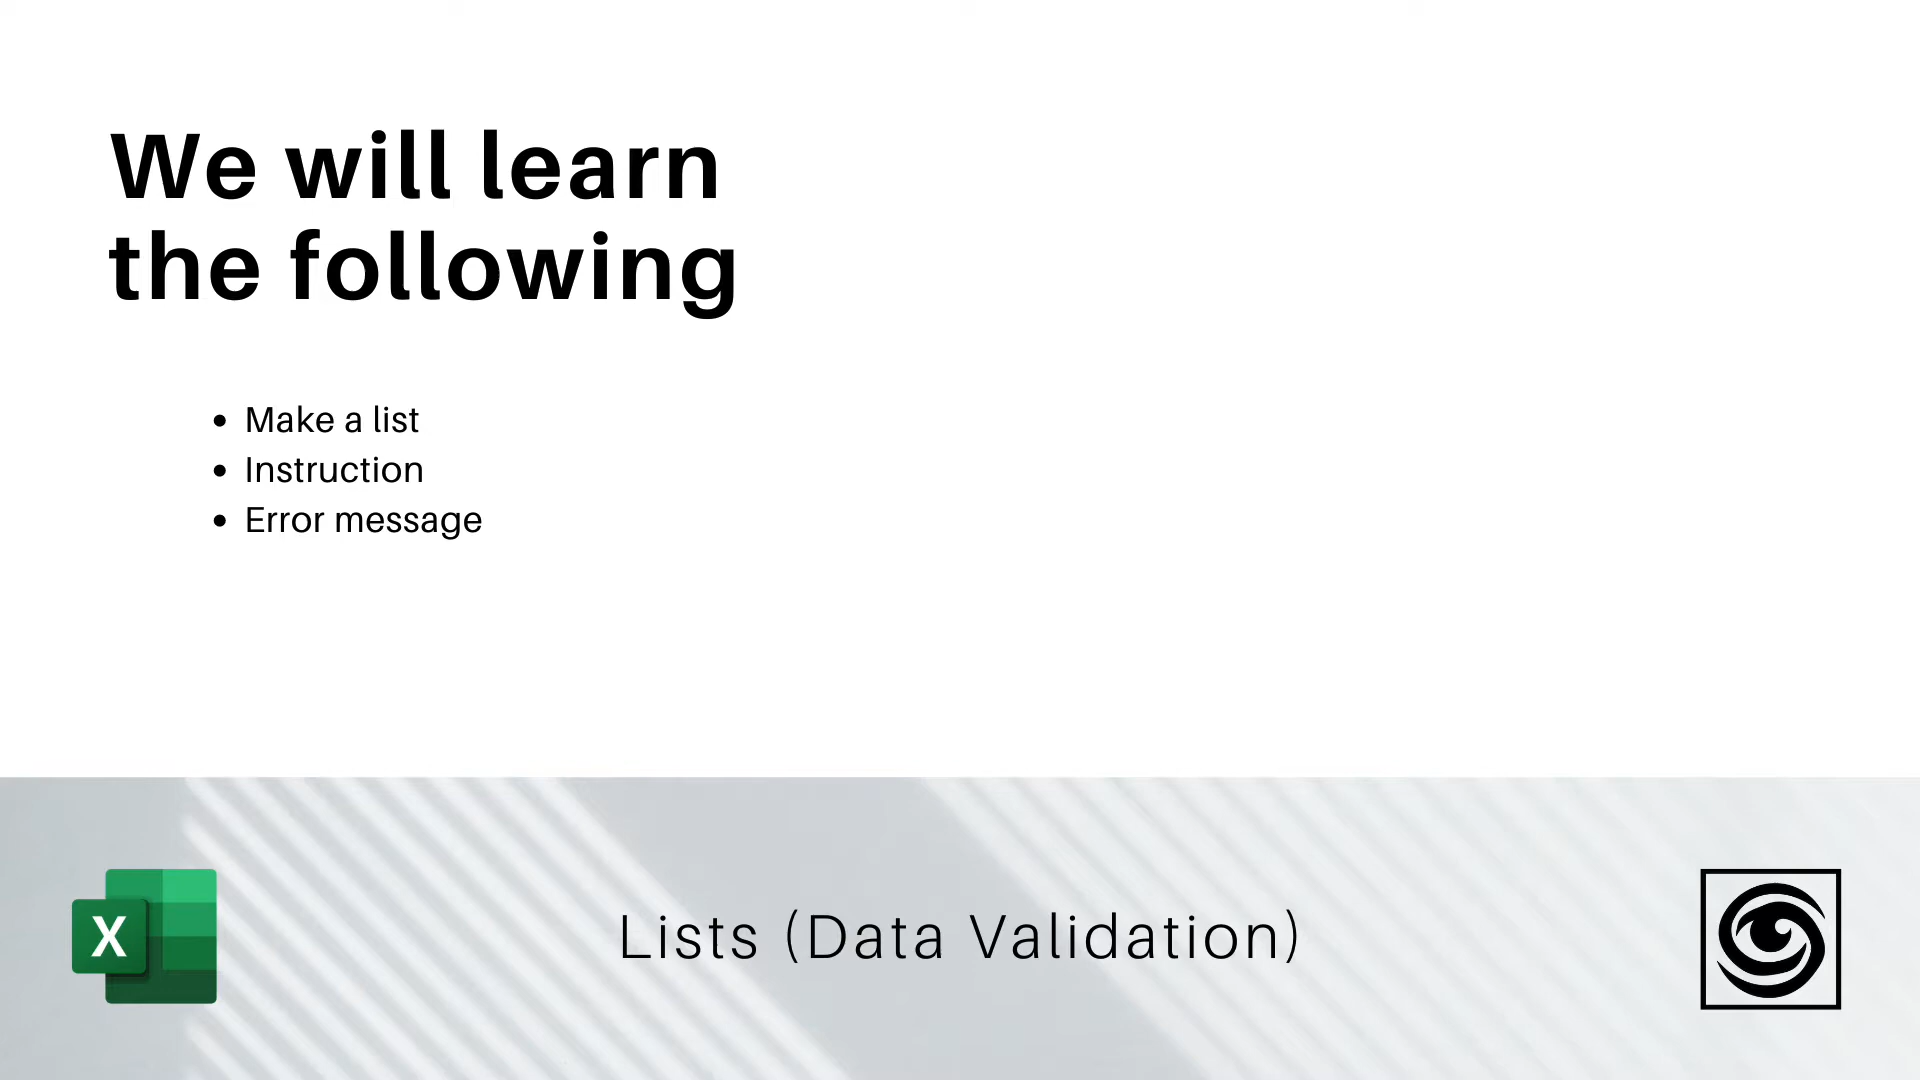 We will learn
the following
• Make a list
• Instruction
• Error message
X
Lists (Data Validation)